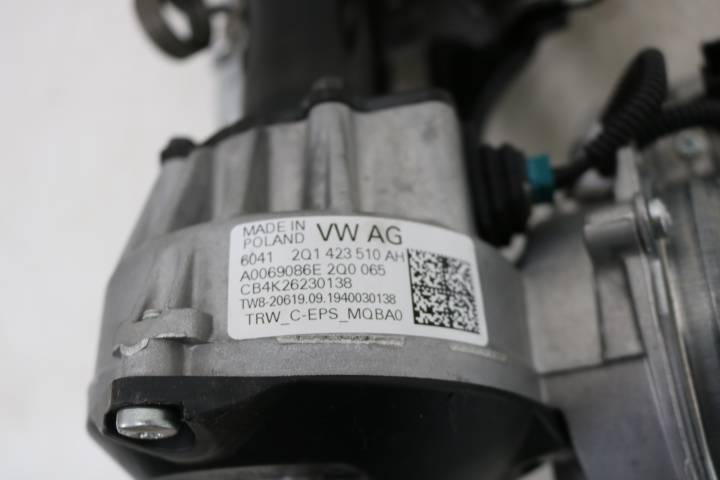 MADE IN POLAND VW AG
6041 2Q1 423 510 AH
A0069086E 2Q0 065
CB4K26230138
TW8-20619.09.1940030138
TRW_C-EPS_MQBA0